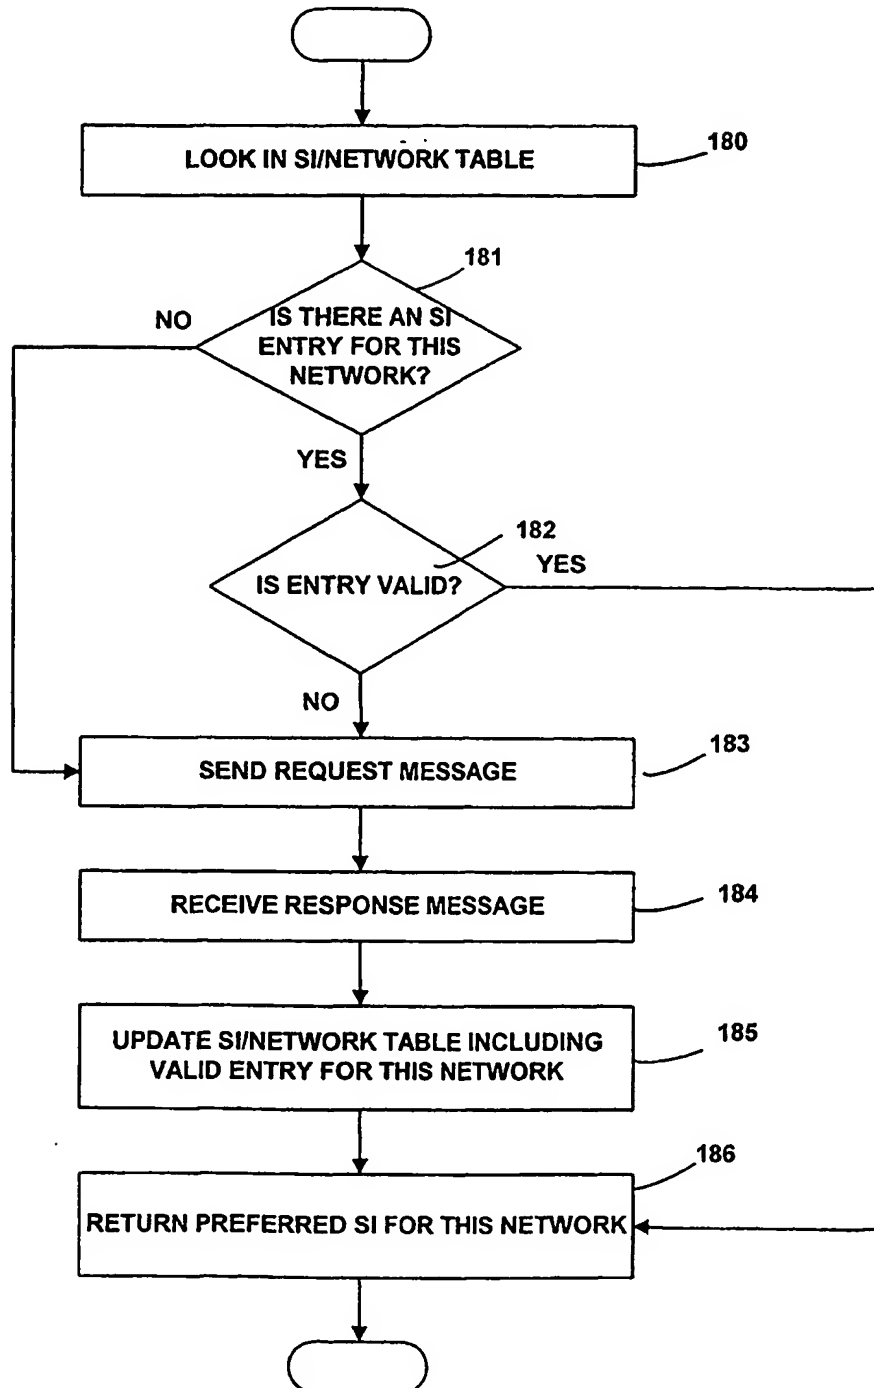 LOOK IN SI/NETWORK TABLE
180
181
NO
IS THERE AN SI
ENTRY FOR THIS
NETWORK?
YES
182
YES
IS ENTRY VALID?
NO
183
SEND REQUEST MESSAGE
184
RECEIVE RESPONSE MESSAGE
185
UPDATE SI/NETWORK TABLE INCLUDING
VALID ENTRY FOR THIS NETWORK
186
RETURN PREFERRED SI FOR THIS NETWORK